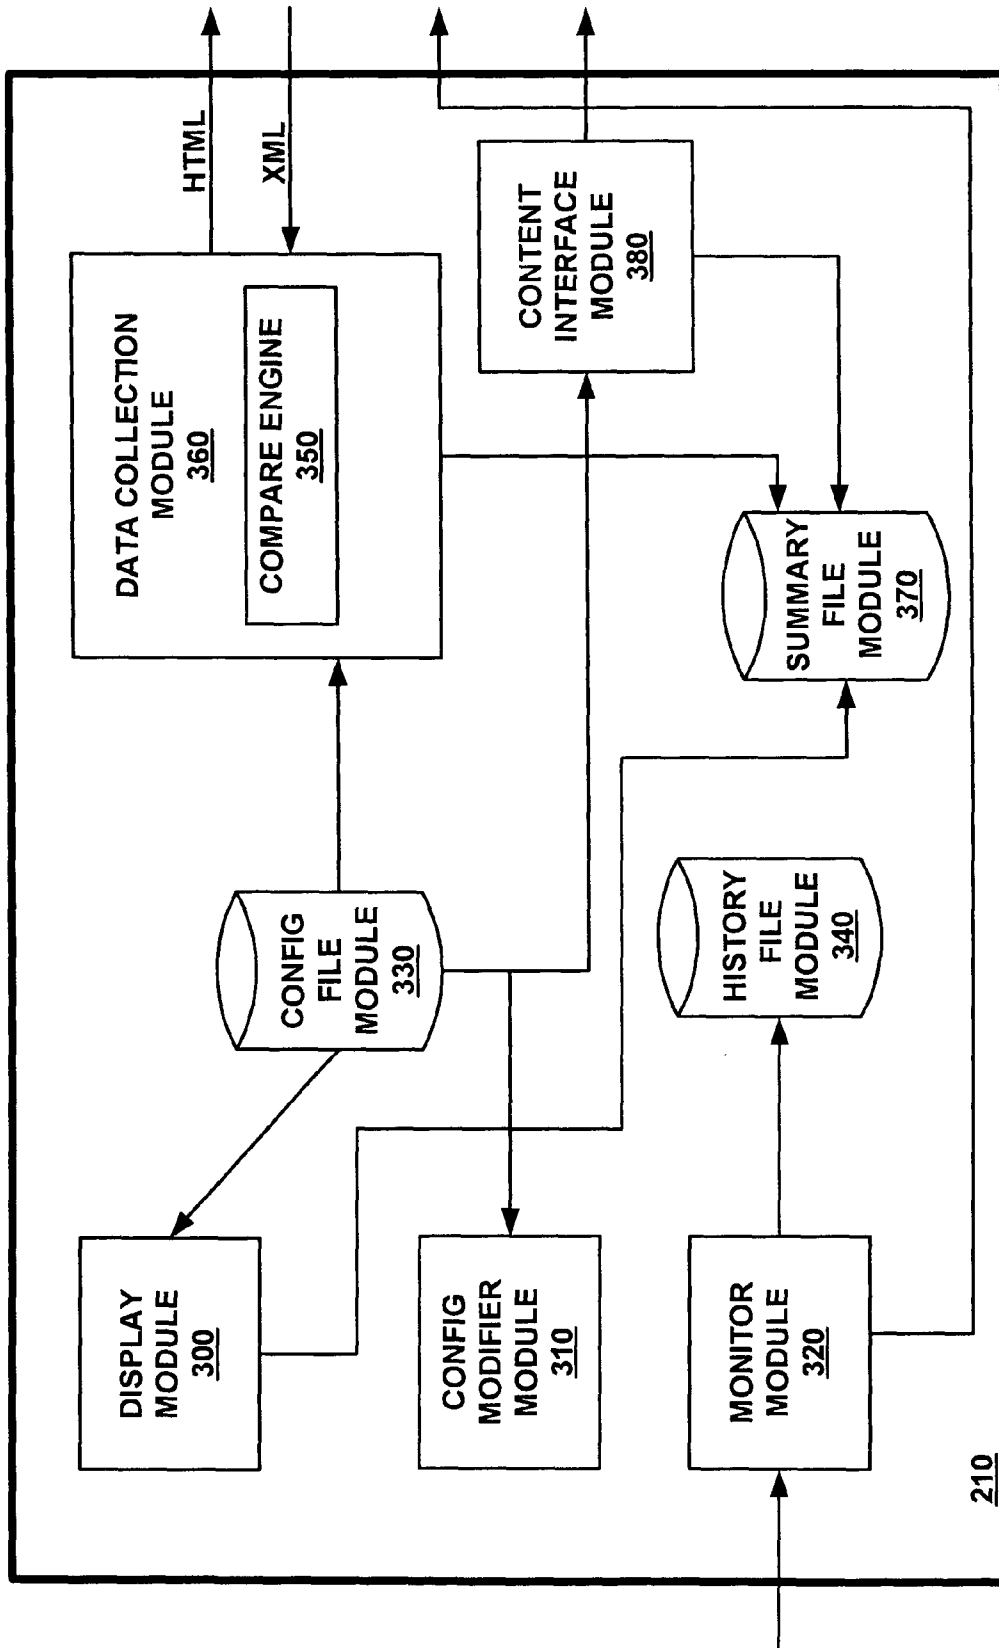 DISPLAY
MODULE
300
CONFIG
MODIFIER
MODULE
310
MONITOR
MODULE
320
CONFIG
FILE
MODULE
330
HISTORY
FILE
MODULE
340
DATA COLLECTION
MODULE
360
COMPARE ENGINE
350
HTML
XML
CONTENT
INTERFACE
MODULE
380
SUMMARY
FILE
MODULE
370
210